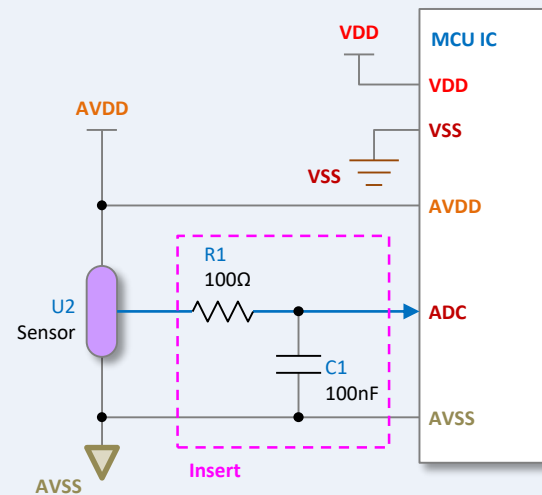 VDD
MCU IC
VDD
AVDD
VSS
VSS
AVDD
R1
100Ω
U2
Sensor
ADC
C1
100nF
AVSS
Insert
AVSS